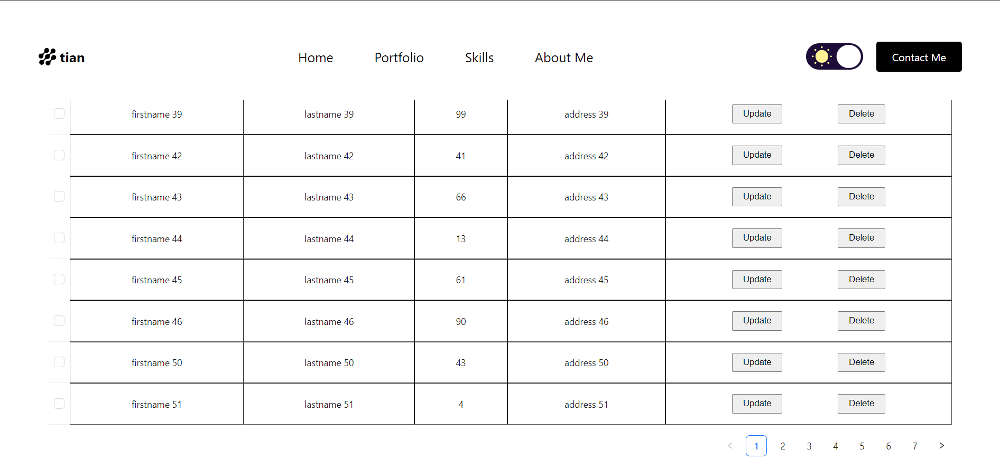 tian Home Portfolio Skills About Me Contact Me
firstname 39 lastname 39 99 address 39 Update Delete
firstname 42 lastname 42 41 address 42 Update Delete
firstname 43 lastname 43 66 address 43 Update Delete
firstname 44 lastname 44 13 address 44 Update Delete
firstname 45 lastname 45 61 address 45 Update Delete
firstname 46 lastname 46 90 address 46 Update Delete
firstname 50 lastname 50 43 address 50 Update Delete
firstname 51 lastname 51 4 address 51 Update Delete
< 1 2 3 4 5 6 7 >